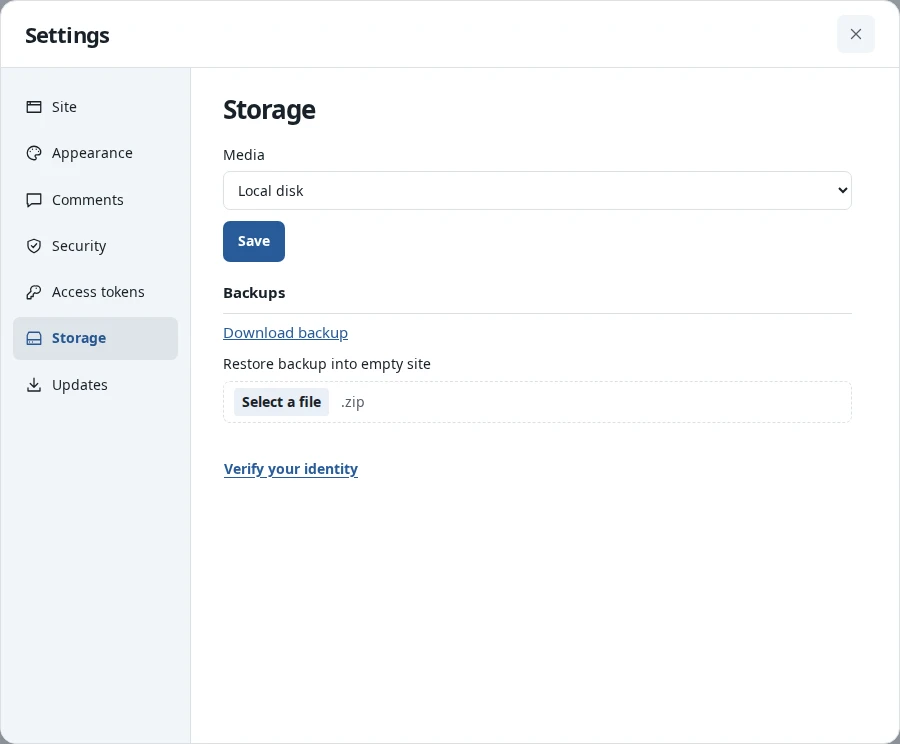 Settings
Site
Appearance
Comments
Security
Access tokens
Storage
Updates
Storage
Media
Local disk
Save
Backups
Download backup
Restore backup into empty site
Select a file .zip
Verify your identity